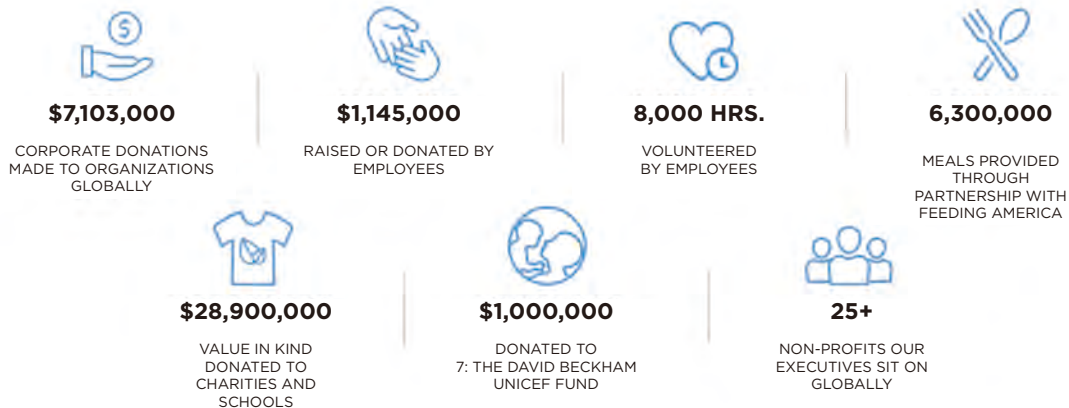 $7,103,000
CORPORATE DONATIONS
MADE TO ORGANIZATIONS
GLOBALLY
$1,145,000
RAISED OR DONATED BY
EMPLOYEES
8,000 HRS.
VOLUNTEERED
BY EMPLOYEES
6,300,000
MEALS PROVIDED
THROUGH
PARTNERSHIP WITH
FEEDING AMERICA
$28,900,000
VALUE IN KIND
DONATED TO
CHARITIES AND
SCHOOLS
$1,000,000
DONATED TO
7: THE DAVID BECKHAM
UNICEF FUND
25+
NON-PROFITS OUR
EXECUTIVES SIT ON
GLOBALLY